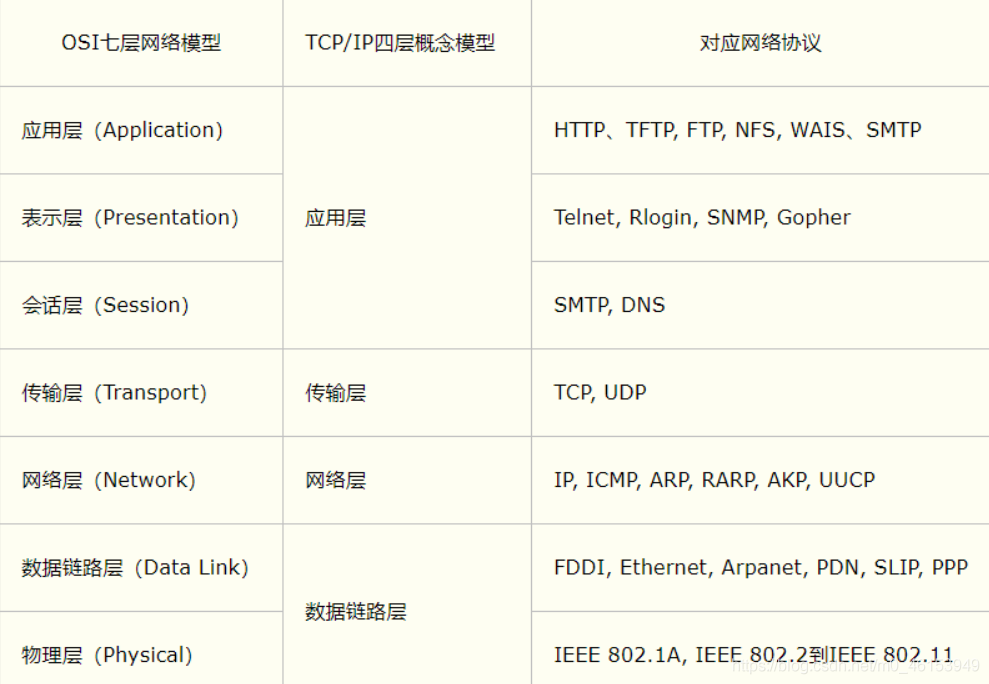 OSI七层网络模型 TCP/IP四层概念模型 对应网络协议
应用层（Application） HTTP、TFTP, FTP, NFS, WAIS、SMTP
表示层（Presentation） 应用层 Telnet, Rlogin, SNMP, Gopher
会话层（Session） SMTP, DNS
传输层（Transport） 传输层 TCP, UDP
网络层（Network） 网络层 IP, ICMP, ARP, RARP, AKP, UUCP
数据链路层（Data Link） FDDI, Ethernet, Arpanet, PDN, SLIP, PPP
数据链路层
物理层（Physical） IEEE 802.1A, IEEE 802.2到IEEE 802.11